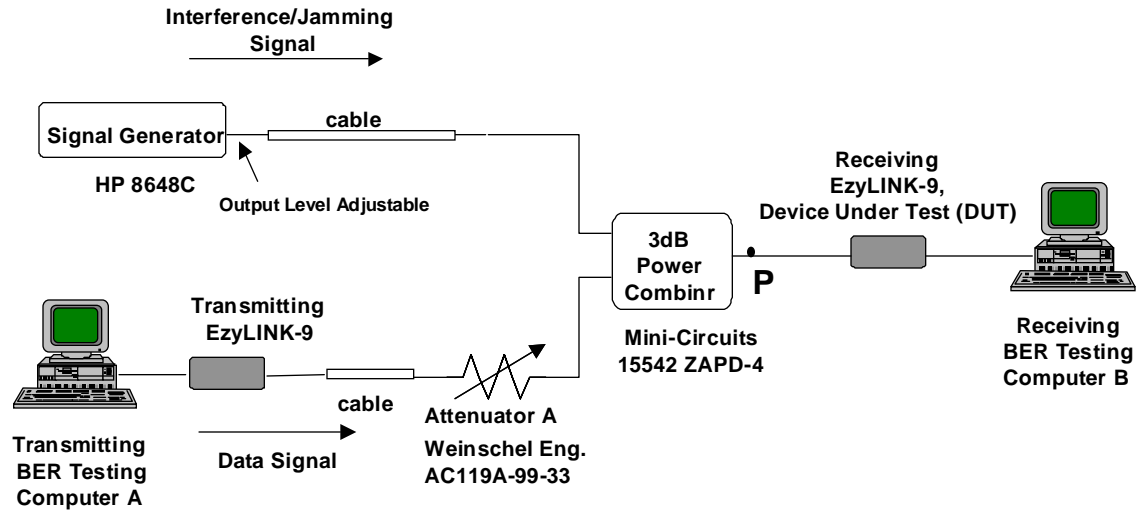 Interference/Jamming
Signal
Signal Generator
cable
HP 8648C
Output Level Adjustable
Receiving
EzyLINK-9,
Device Under Test (DUT)
3dB
Power
Combinr
P
Mini-Circuits
15542 ZAPD-4
Receiving
BER Testing
Computer B
Transmitting
EzyLINK-9
cable
Attenuator A
Weinschel Eng.
AC119A-99-33
Data Signal
Transmitting
BER Testing
Computer A